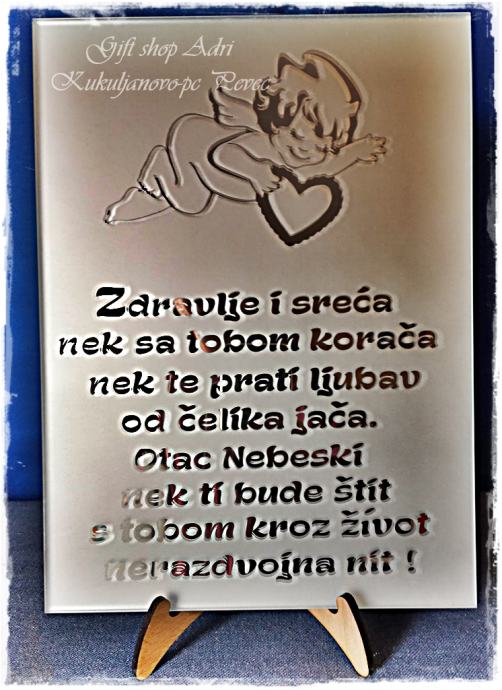 Gift shop Adri
Kukuljanovo-pc Pevec
Zdravlje i sreća
nek sa tobom korača
nek te prati ljubav
od čelika jača.
Otac Nebeski
nek ti bude štit
s tobom kroz život
nerazdvojna nit !